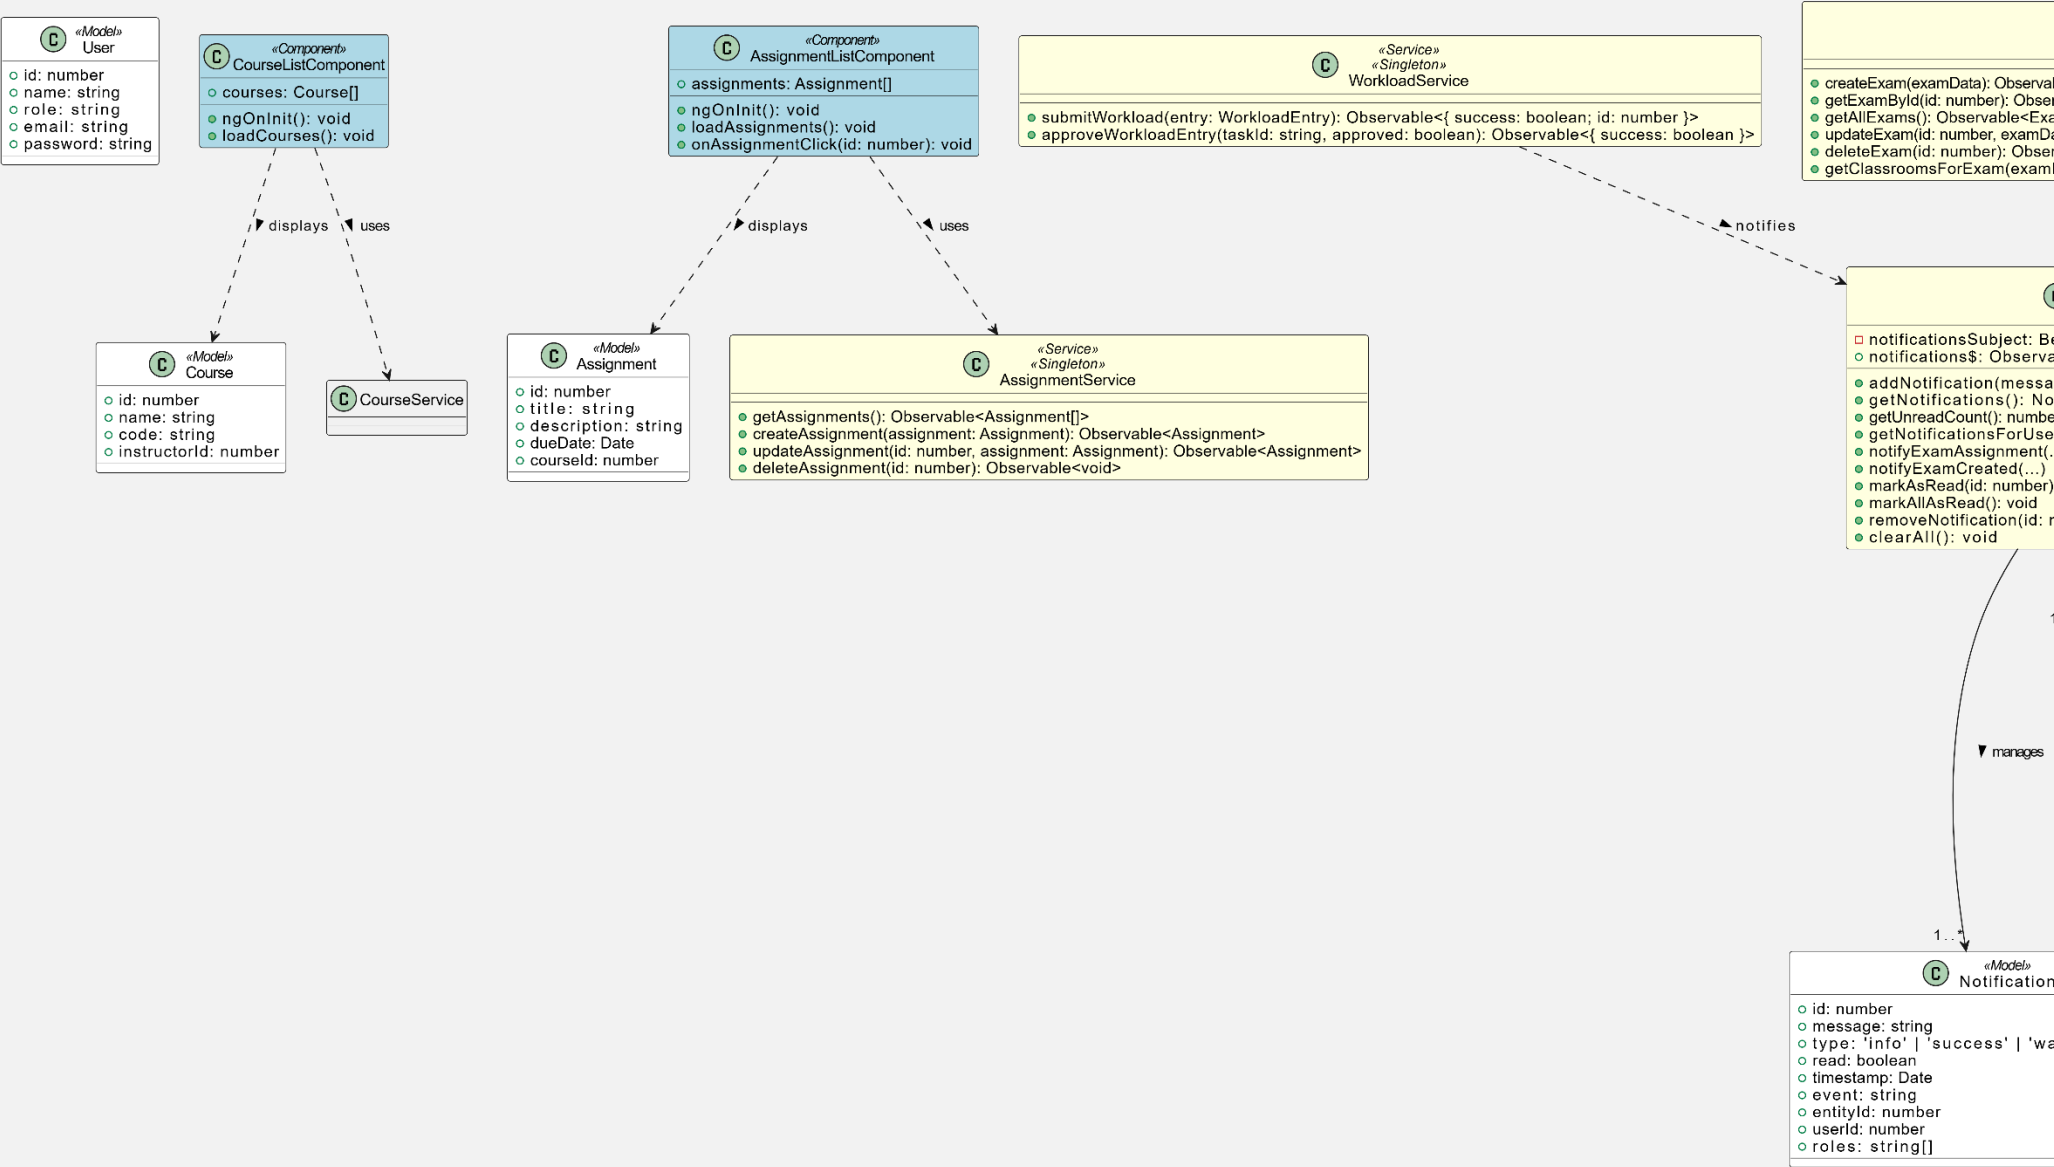 «Model»
User
id: number
name: string
role: string
email: string
password: string
«Component»
CourseListComponent
courses: Course[]
ngOnInit(): void
loadCourses(): void
«Component»
AssignmentListComponent
assignments: Assignment[]
ngOnInit(): void
loadAssignments(): void
onAssignmentClick(id: number): void
«Service»
«Singleton»
WorkloadService
submitWorkload(entry: WorkloadEntry): Observable<{ success: boolean; id: number }>
approveWorkloadEntry(taskId: string, approved: boolean): Observable<{ success: boolean }>
createExam(examData): Observal
getExamById(id: number): Obser
getAllExams(): Observable<Exa
updateExam(id: number, examDa
deleteExam(id: number): Obser
getClassroomsForExam(examI
displays
uses
displays
uses
notifies
«Model»
Course
id: number
name: string
code: string
instructorId: number
CourseService
«Model»
Assignment
id: number
title: string
description: string
dueDate: Date
courseId: number
«Service»
«Singleton»
AssignmentService
getAssignments(): Observable<Assignment[]>
createAssignment(assignment: Assignment): Observable<Assignment>
updateAssignment(id: number, assignment: Assignment): Observable<Assignment>
deleteAssignment(id: number): Observable<void>
notificationsSubject: Be
notifications$: Observa
addNotification(messa
getNotifications(): No
getUnreadCount(): numbe
getNotificationsForUse
notifyExamAssignment(..
notifyExamCreated(...)
markAsRead(id: number)
markAllAsRead(): void
removeNotification(id: n
clearAll(): void
1
manages
1..*
«Model»
Notification
id: number
message: string
type: 'info' | 'success' | 'wa
read: boolean
timestamp: Date
event: string
entityId: number
userId: number
roles: string[]